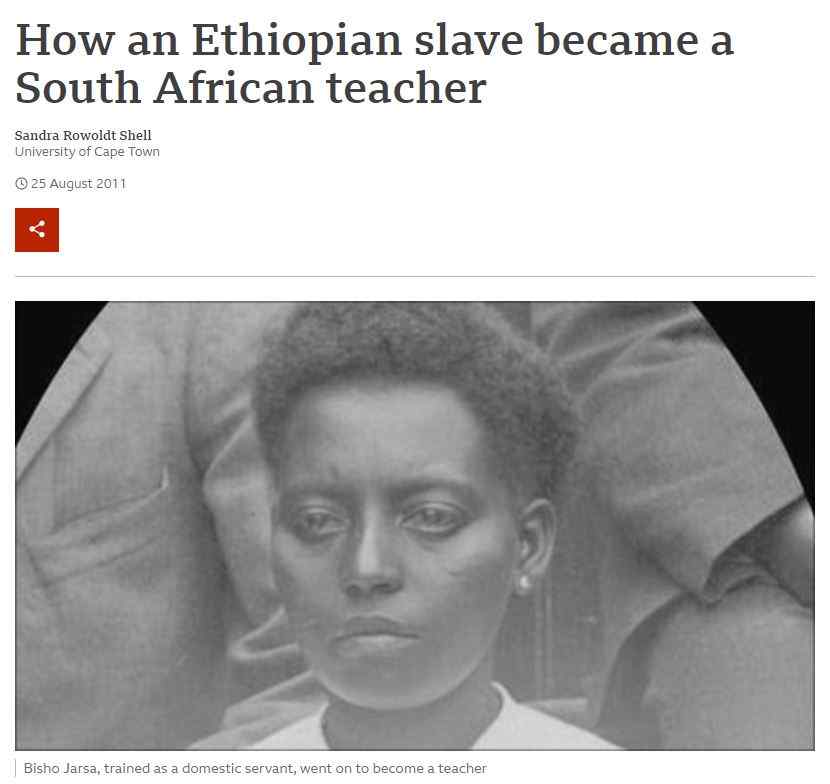 How an Ethiopian slave became a
South African teacher
Sandra Rowoldt Shell
University of Cape Town
25 August 2011
Bisho Jarsa, trained as a domestic servant, went on to become a teacher